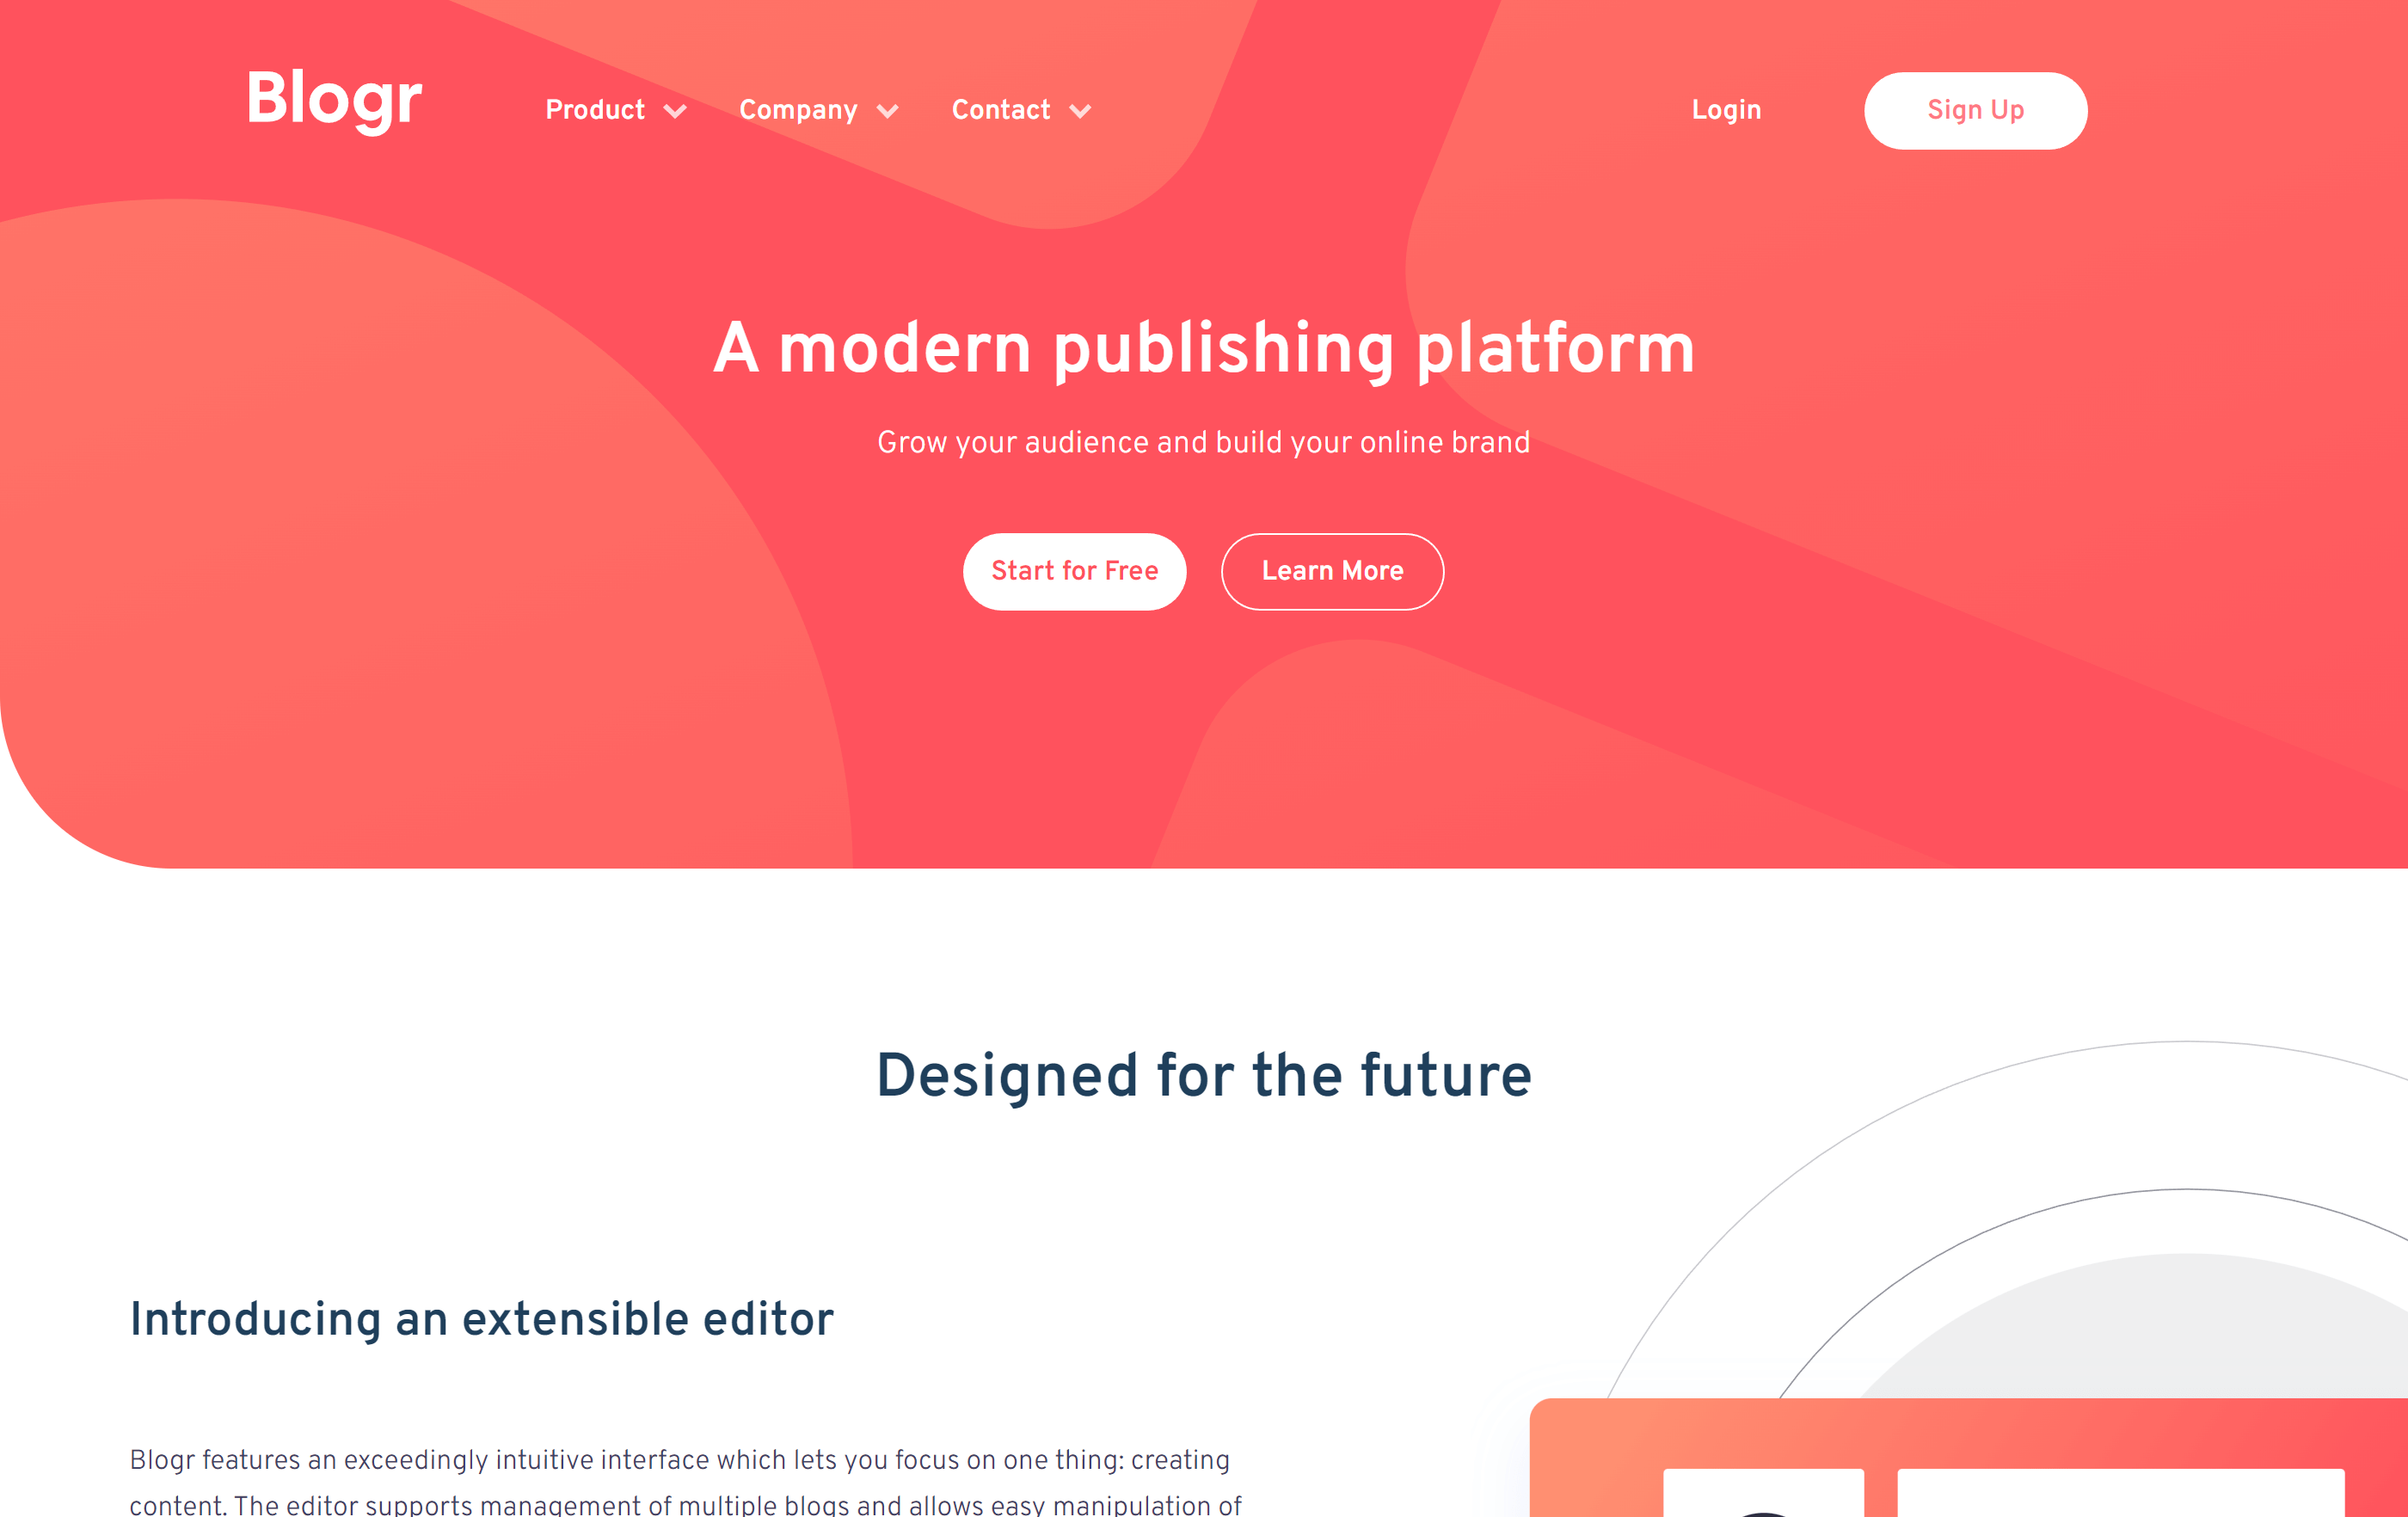 Blogr
Product
Company
Contact
Login
Sign Up
A modern publishing platform
Grow your audience and build your online brand
Start for Free
Learn More
Designed for the future
Introducing an extensible editor
Blogr features an exceedingly intuitive interface which lets you focus on one thing: creating
content. The editor supports management of multiple blogs and allows easy manipulation of